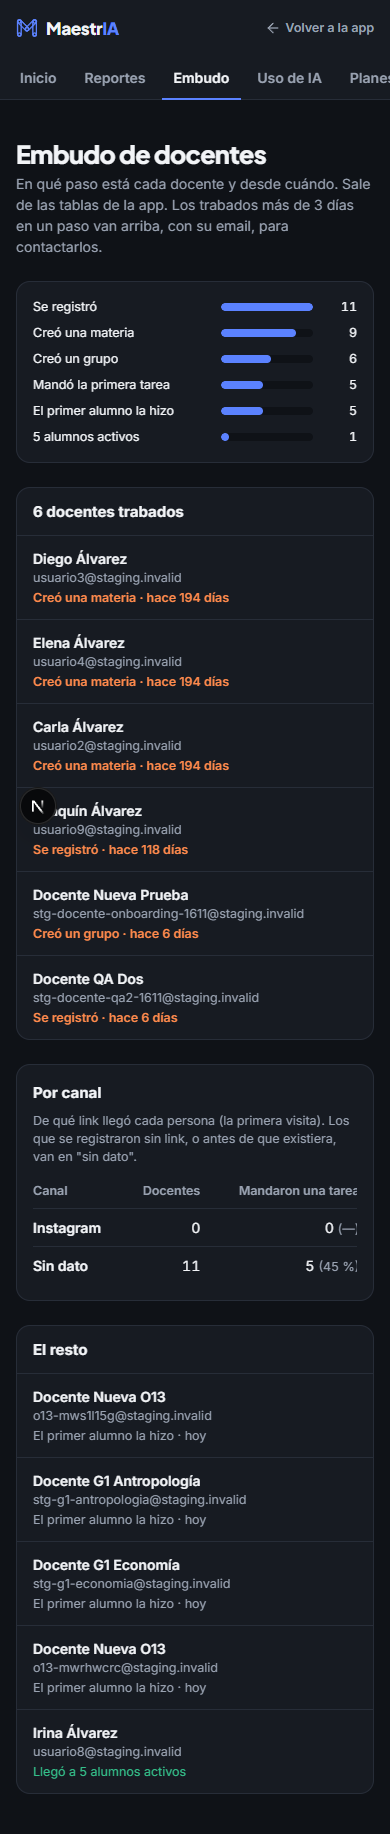 MaestrIA
← Volver a la app
Inicio Reportes Embudo Uso de IA Planes
Embudo de docentes
En qué paso está cada docente y desde cuándo. Sale
de las tablas de la app. Los trabados más de 3 días
en un paso van arriba, con su email, para
contactarlos.
Se registró 11
Creó una materia 9
Creó un grupo 6
Mandó la primera tarea 5
El primer alumno la hizo 5
5 alumnos activos 1
6 docentes trabados
Diego Álvarez
usuario3@staging.invalid
Creó una materia · hace 194 días
Elena Álvarez
usuario4@staging.invalid
Creó una materia · hace 194 días
Carla Álvarez
usuario2@staging.invalid
Creó una materia · hace 194 días
N
quín Álvarez
usuario9@staging.invalid
Se registró · hace 118 días
Docente Nueva Prueba
stg-docente-onboarding-1611@staging.invalid
Creó un grupo · hace 6 días
Docente QA Dos
stg-docente-qa2-1611@staging.invalid
Se registró · hace 6 días
Por canal
De qué link llegó cada persona (la primera visita). Los
que se registraron sin link, o antes de que existiera,
van en "sin dato".
Canal Docentes Mandaron una tarea
Instagram 0 0 (—)
Sin dato 11 5 (45 %)
El resto
Docente Nueva O13
o13-mws1l15g@staging.invalid
El primer alumno la hizo · hoy
Docente G1 Antropología
stg-g1-antropologia@staging.invalid
El primer alumno la hizo · hoy
Docente G1 Economía
stg-g1-economia@staging.invalid
El primer alumno la hizo · hoy
Docente Nueva O13
o13-mwrhwcrc@staging.invalid
El primer alumno la hizo · hoy
Irina Álvarez
usuario8@staging.invalid
Llegó a 5 alumnos activos